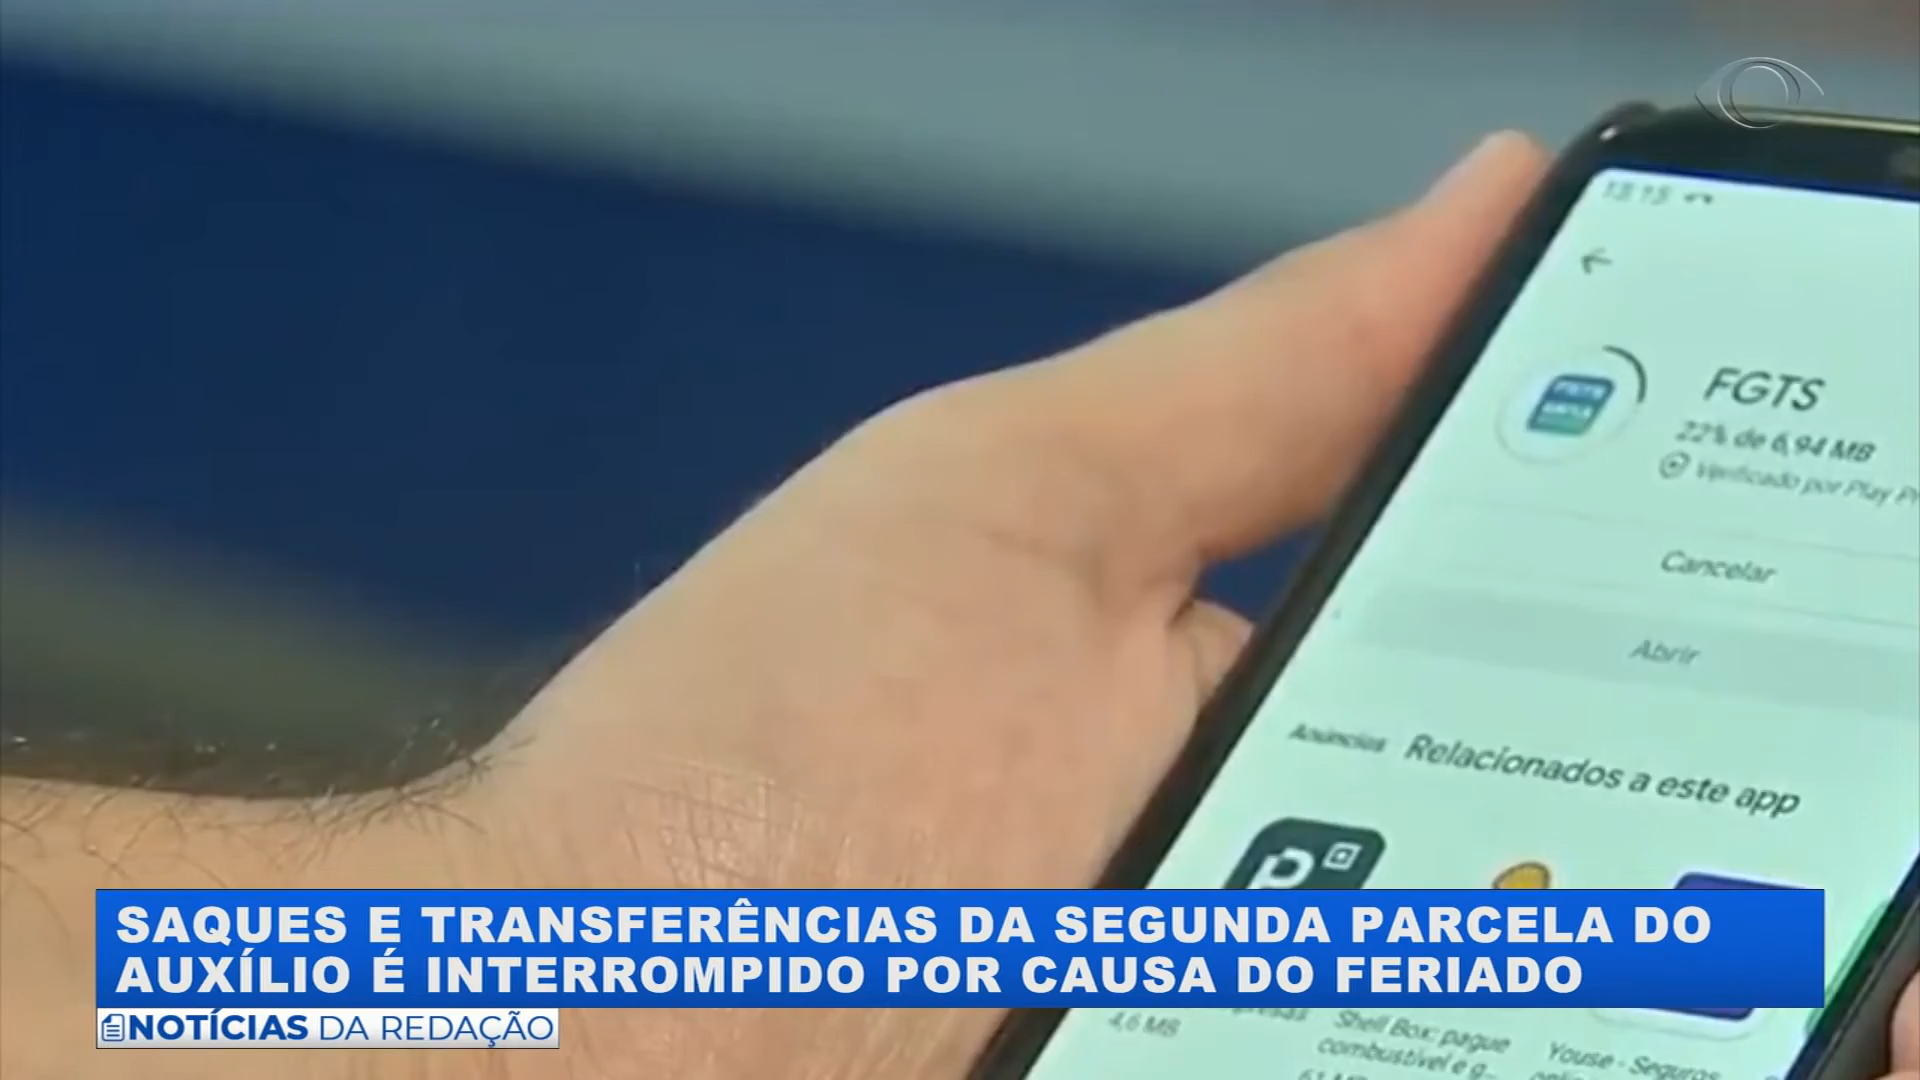 13:15
FGTS
22% de 6,94 MB
Verificado por Play
Cancelar
Abrir
Anúncios Relacionados a este app
SAQUES E TRANSFERÊNCIAS DA SEGUNDA PARCELA DO
AUXÍLIO É INTERROMPIDO POR CAUSA DO FERIADO
NOTÍCIAS DA REDAÇÃO
4,6 MB
Shell Box: pague
combustível e g...
Youse - Seguros